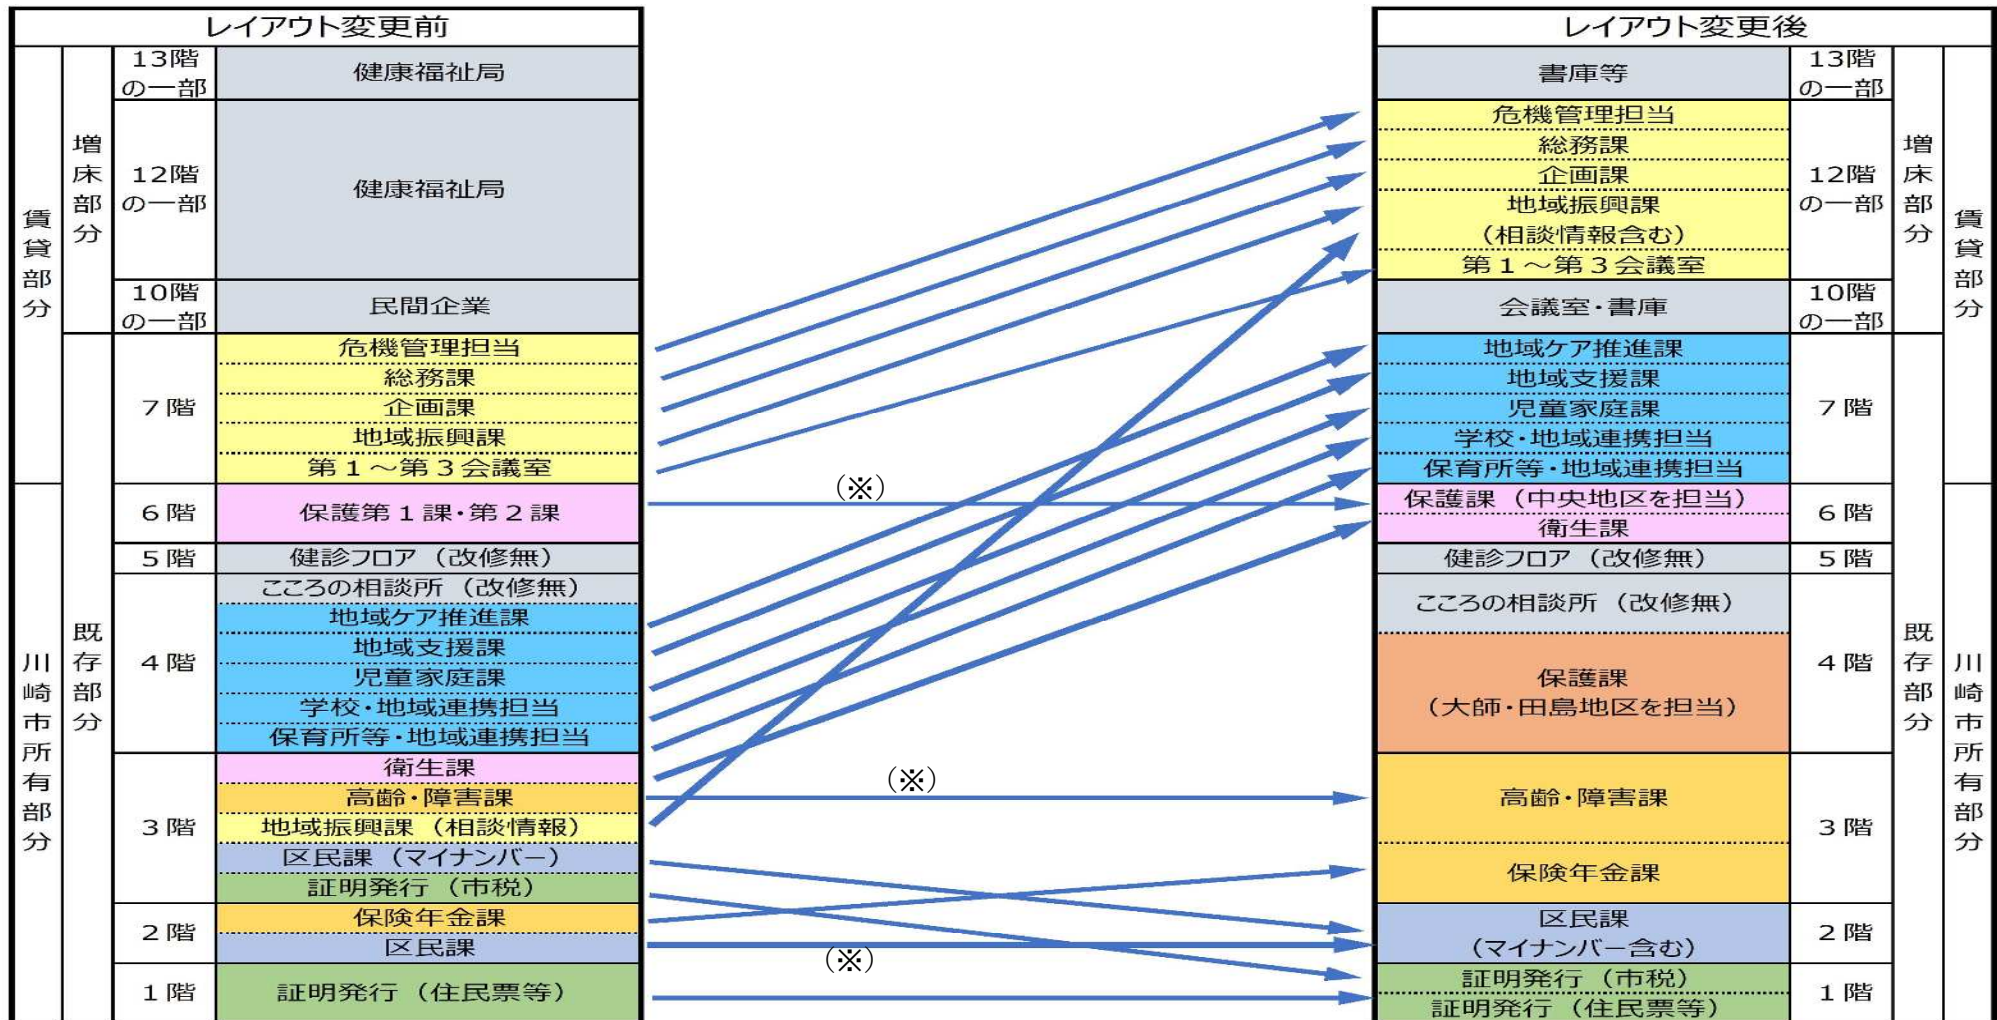 レイアウト変更前
賃貸部分
増床部分
13階
の一部
健康福祉局
12階
の一部
健康福祉局
10階
の一部
民間企業
7階
危機管理担当
総務課
企画課
地域振興課
第1～第3会議室
川崎市所有部分
既存部分
6階
保護第1課・第2課
5階
健診フロア（改修無）
4階
こころの相談所（改修無）
地域ケア推進課
地域支援課
児童家庭課
学校・地域連携担当
保育所等・地域連携担当
3階
衛生課
高齢・障害課
地域振興課（相談情報）
区民課（マイナンバー）
証明発行（市税）
2階
保険年金課
区民課
1階
証明発行（住民票等）
（※）
（※）
（※）
レイアウト変更後
書庫等
13階
の一部
危機管理担当
総務課
企画課
地域振興課
（相談情報含む）
第1～第3会議室
12階
の一部
会議室・書庫
10階
の一部
増床部分
賃貸部分
地域ケア推進課
地域支援課
児童家庭課
学校・地域連携担当
保育所等・地域連携担当
7階
保護課（中央地区を担当）
衛生課
6階
健診フロア（改修無）
5階
こころの相談所（改修無）
保護課
（大師・田島地区を担当）
4階
高齢・障害課
保険年金課
3階
区民課
（マイナンバー含む）
2階
証明発行（市税）
証明発行（住民票等）
1階
既存部分
川崎市所有部分